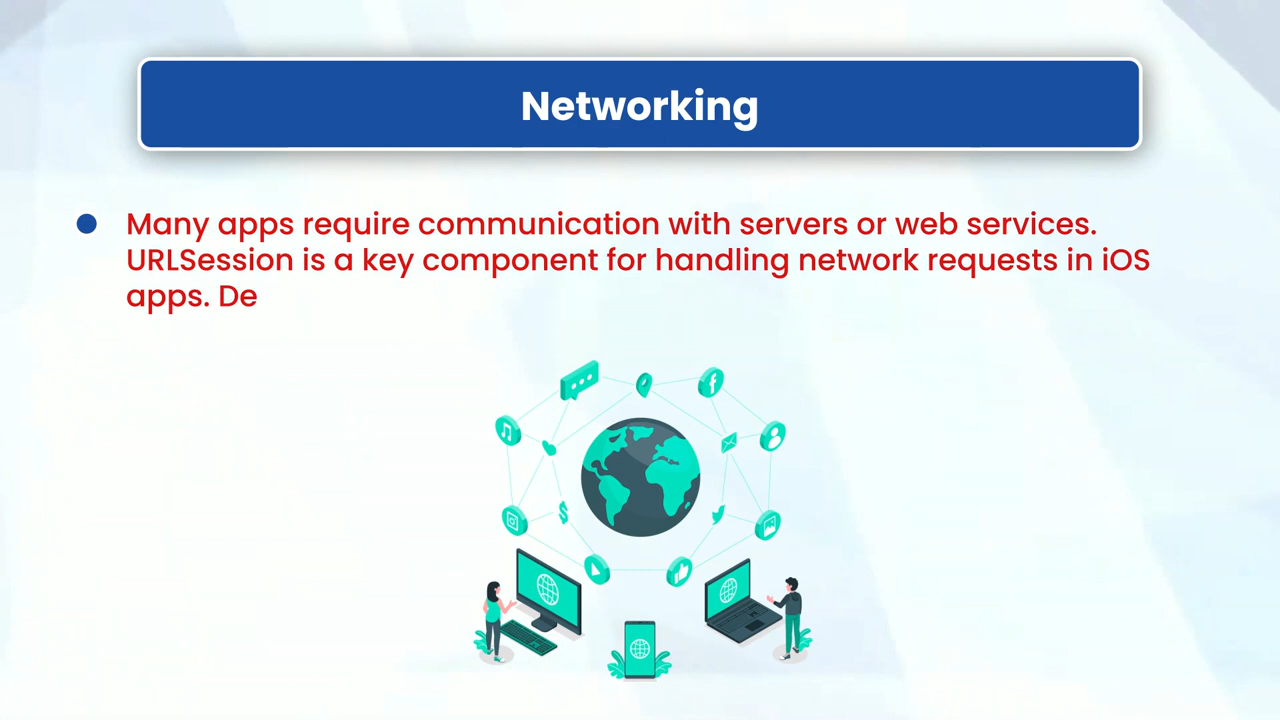 Networking
Many apps require communication with servers or web services.
URLSession is a key component for handling network requests in iOS
apps. De